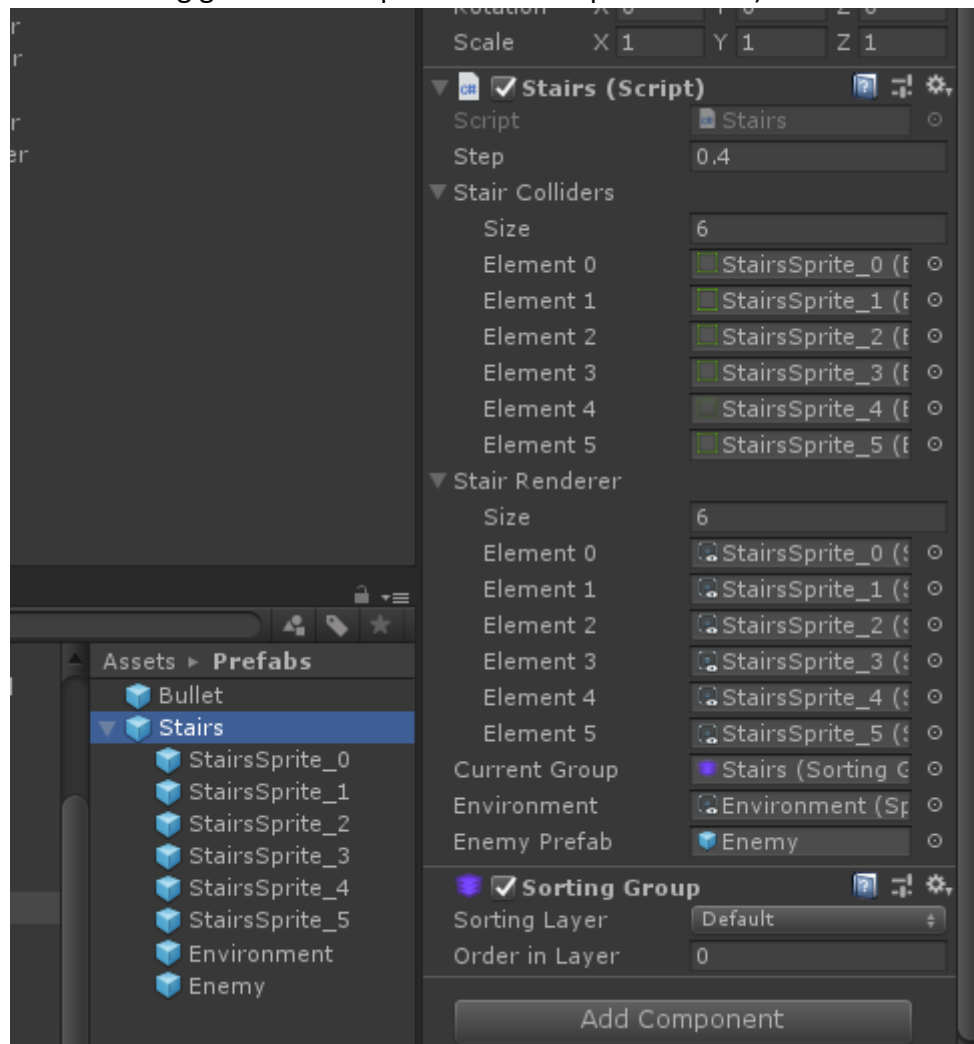 Scale X 1 Y 1 Z 1
Stairs (Script)
Script Stairs
Step 0.4
Stair Colliders
Size 6
Element 0 StairsSprite_0 (
Element 1 StairsSprite_1 (
Element 2 StairsSprite_2 (
Element 3 StairsSprite_3 (
Element 4 StairsSprite_4 (
Element 5 StairsSprite_5 (
Stair Renderer
Size 6
Element 0 StairsSprite_0 (
Element 1 StairsSprite_1 (
Element 2 StairsSprite_2 (
Element 3 StairsSprite_3 (
Element 4 StairsSprite_4 (
Element 5 StairsSprite_5 (
Current Group Stairs (Sorting G
Environment Environment (Sp
Enemy Prefab Enemy
Sorting Group
Sorting Layer Default
Order in Layer 0
Add Component
r
r
r
er
Assets ▸ Prefabs
Bullet
Stairs
StairsSprite_0
StairsSprite_1
StairsSprite_2
StairsSprite_3
StairsSprite_4
StairsSprite_5
Environment
Enemy